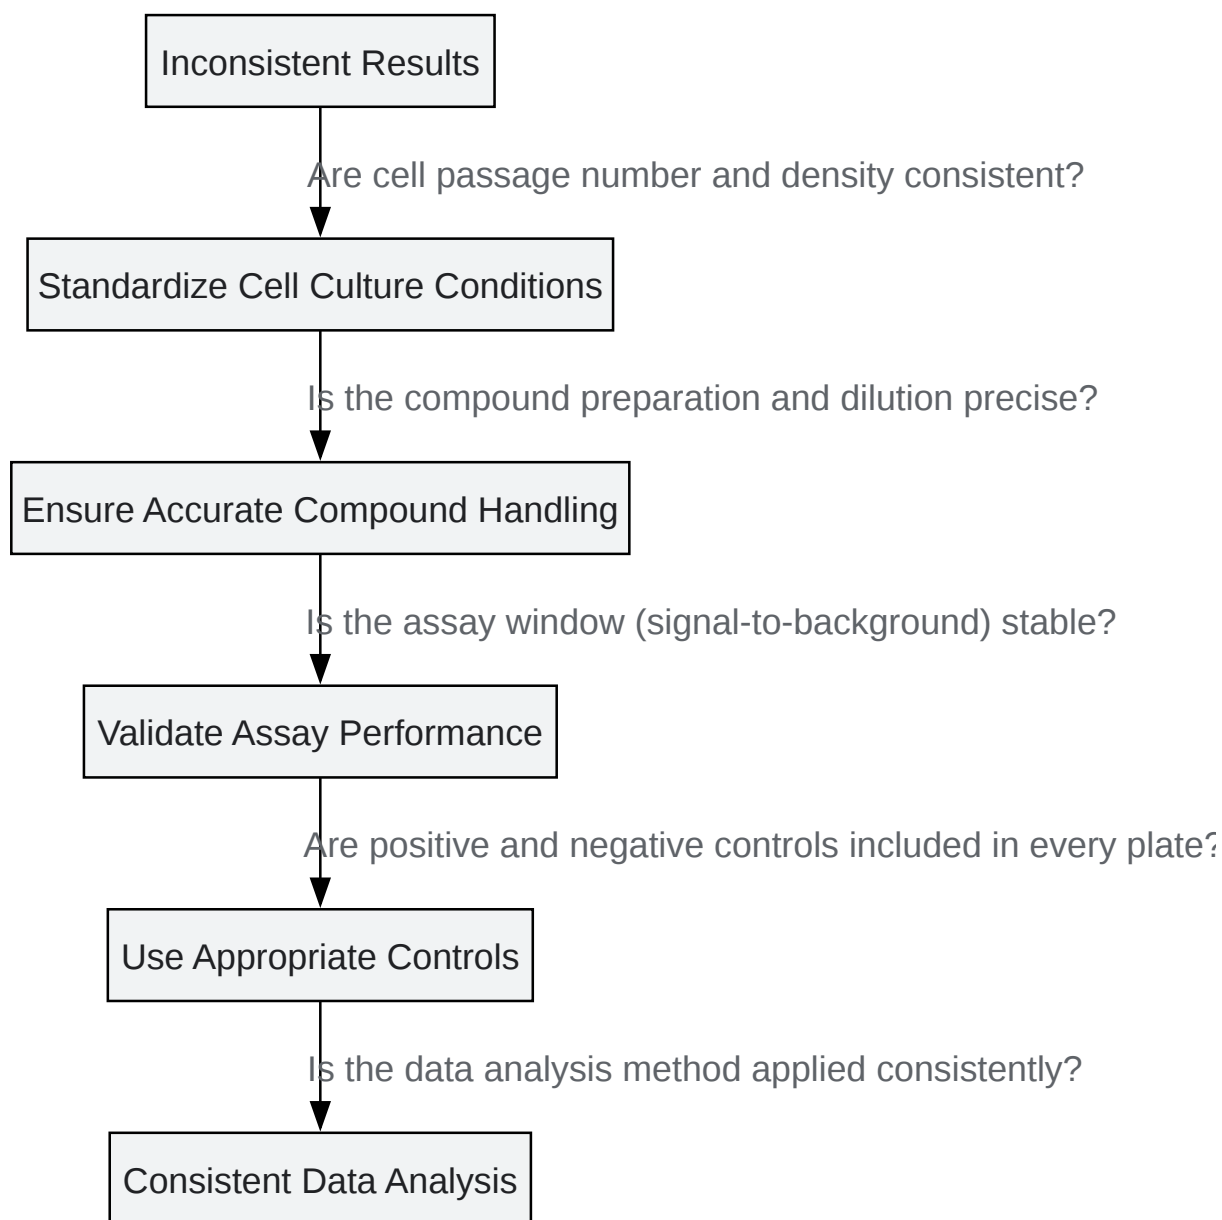 Inconsistent Results
Are cell passage number and density consistent?
Standardize Cell Culture Conditions
Is the compound preparation and dilution precise?
Ensure Accurate Compound Handling
Is the assay window (signal-to-background) stable?
Validate Assay Performance
Are positive and negative controls included in every plate?
Use Appropriate Controls
Is the data analysis method applied consistently?
Consistent Data Analysis